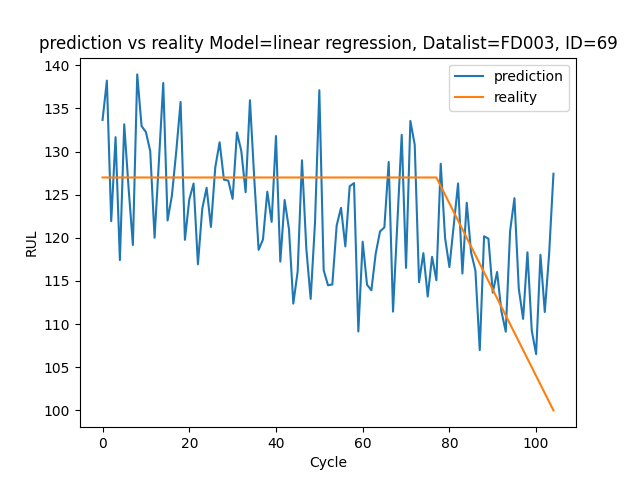 prediction vs reality Model=linear regression, Datalist=FD003, ID=69
prediction
reality
RUL
140
135
130
125
120
115
110
105
100
0 20 40 60 80 100
Cycle